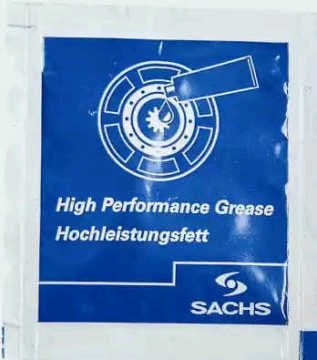 High Performance Grease
Hochleistungsfett
SACHS